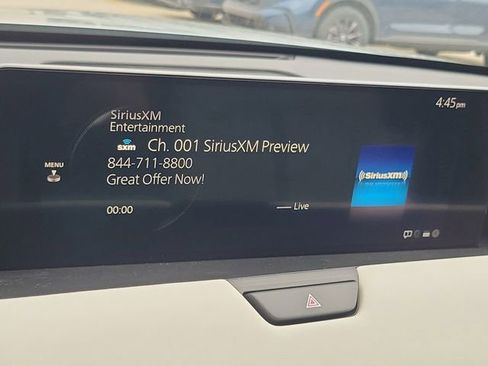 4:45pm
SiriusXM
Entertainment
sxm Ch. 001 SiriusXM Preview
844-711-8800
Great Offer Now!
MENU
SiriusXM
00:00
Live